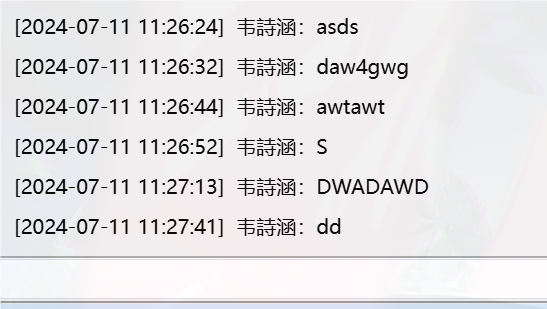 [2024-07-11 11:26:24]  韦詩涵：asds
[2024-07-11 11:26:32]  韦詩涵：daw4gwg
[2024-07-11 11:26:44]  韦詩涵：awtawt
[2024-07-11 11:26:52]  韦詩涵：S
[2024-07-11 11:27:13]  韦詩涵：DWADAWD
[2024-07-11 11:27:41]  韦詩涵：dd